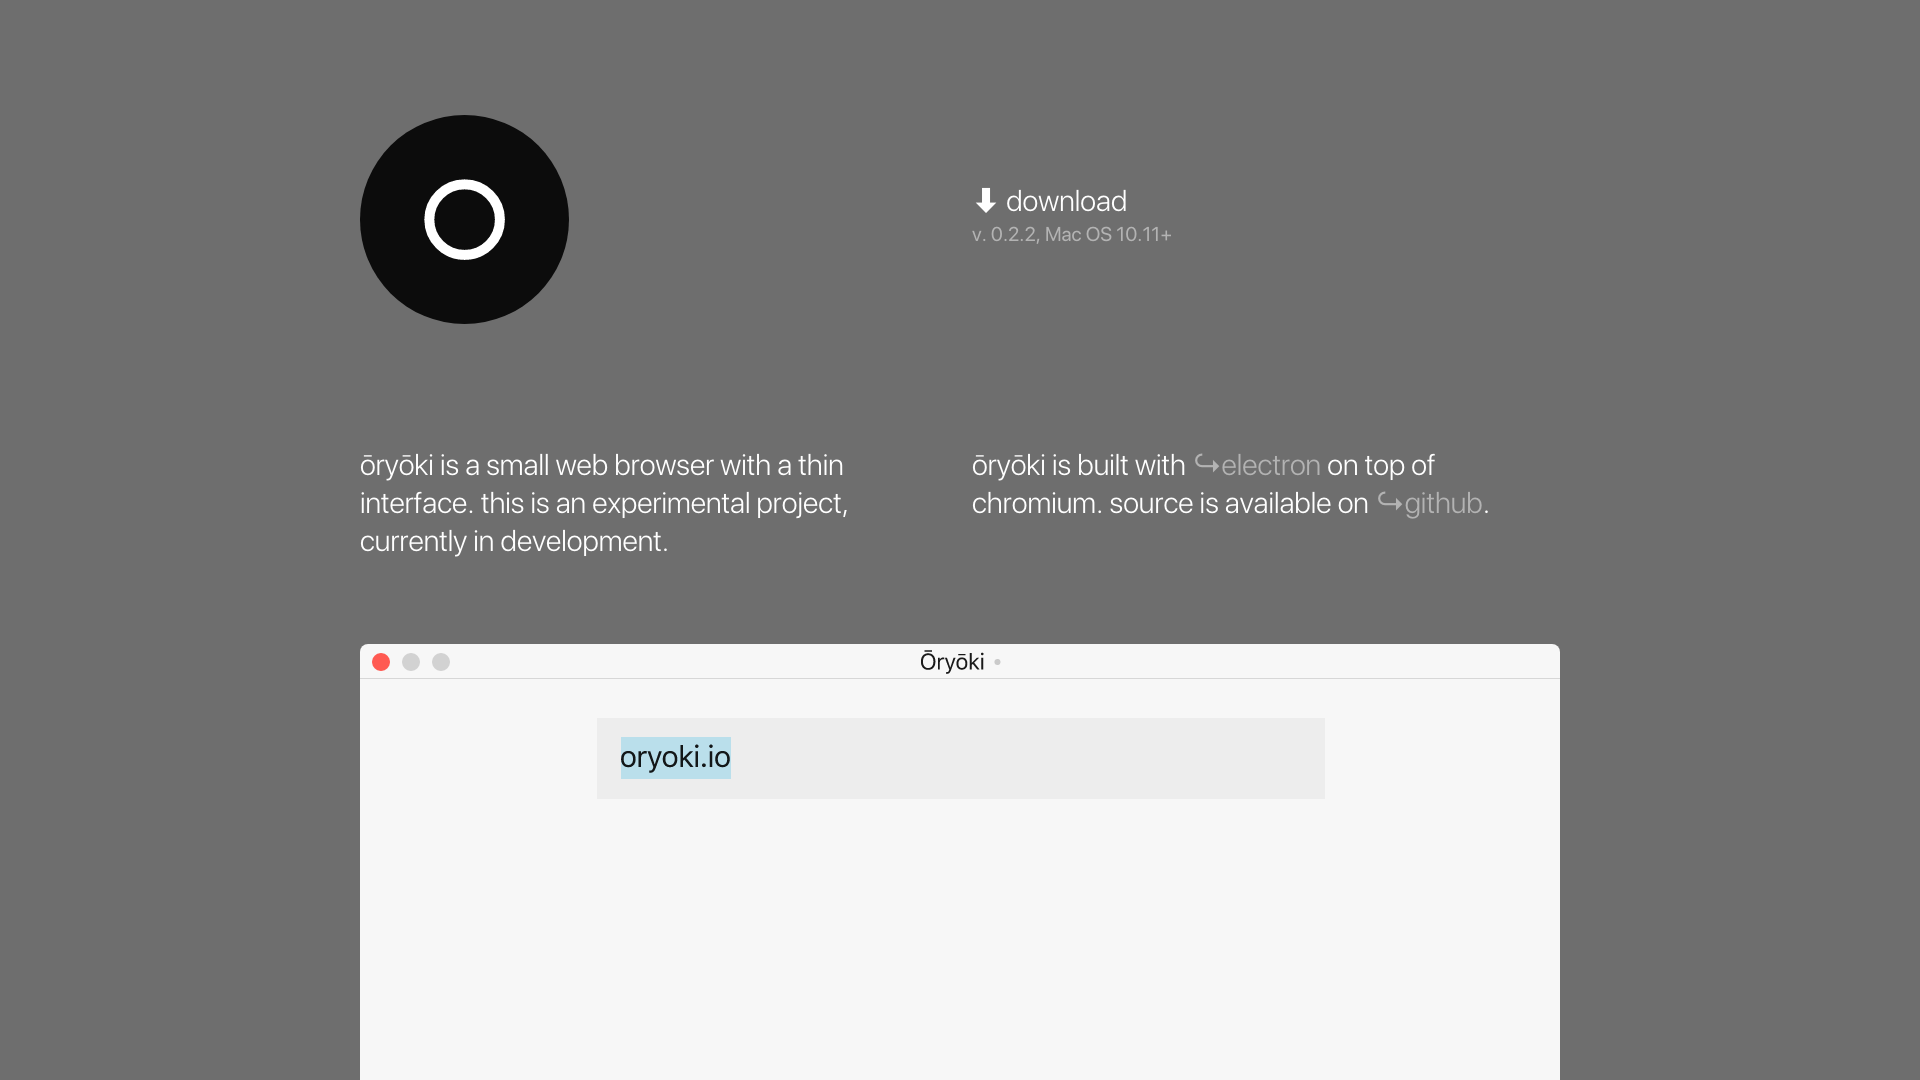 download
v. 0.2.2, Mac OS 10.11+
ōryōki is a small web browser with a thin
interface. this is an experimental project,
currently in development.
ōryōki is built with ↪electron on top of
chromium. source is available on ↪github.
Ōryōki
oryoki.io